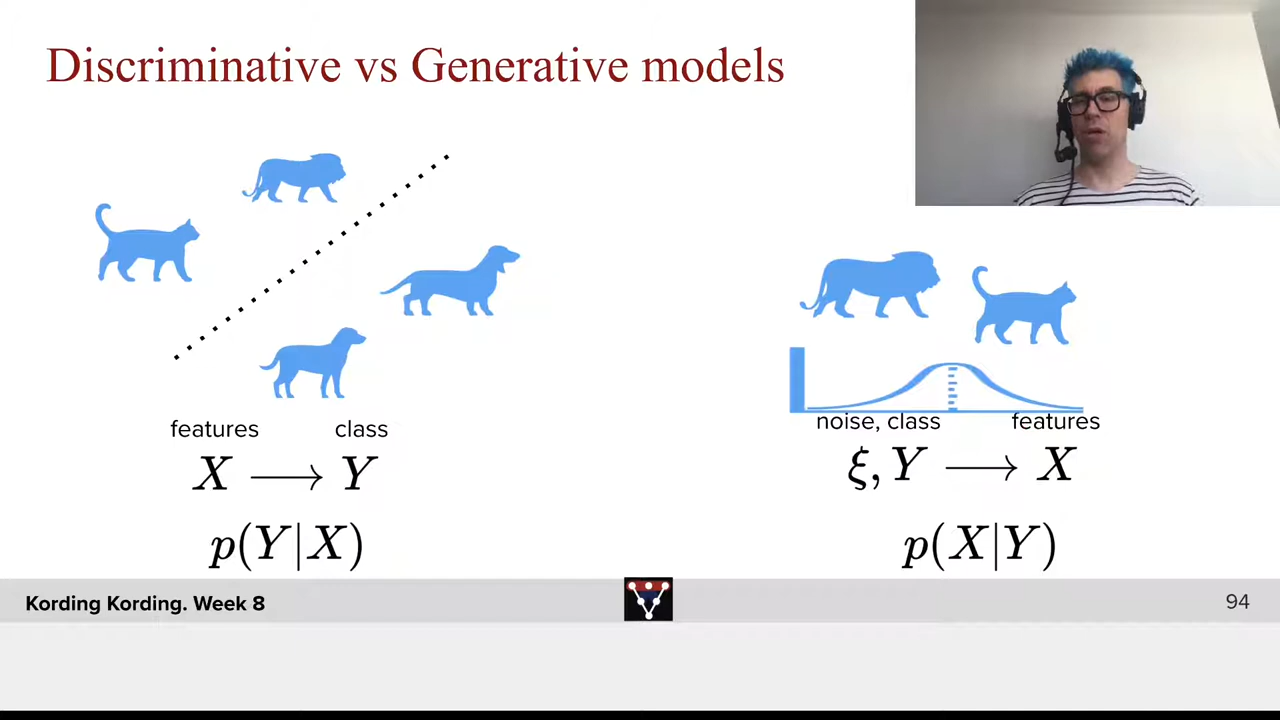 Discriminative vs Generative models
features class
X ⟶ Y
p(Y|X)
noise, class features
ξ, Y ⟶ X
p(X|Y)
Kording Kording. Week 8
94